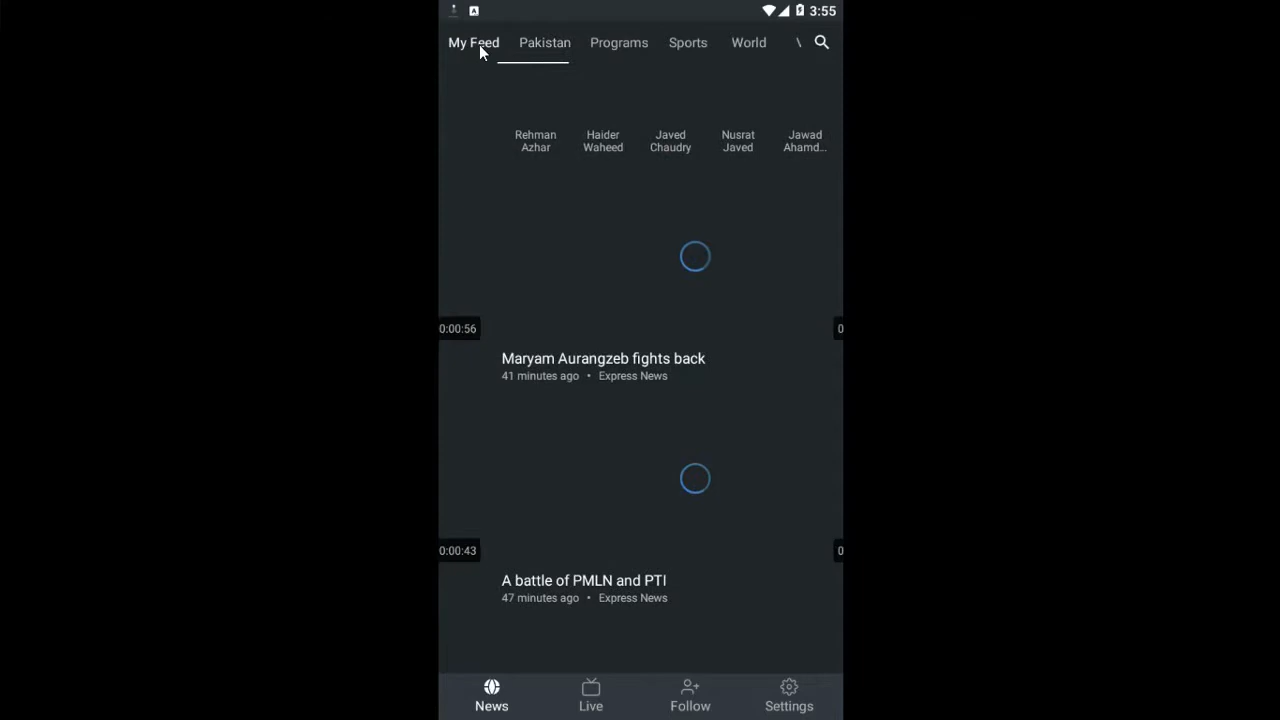 3:55
My Feed Pakistan Programs Sports World
Rehman Haider Javed Nusrat Jawad
Azhar Waheed Chaudry Javed Ahamd...
0:00:56
Maryam Aurangzeb fights back
41 minutes ago • Express News
0:00:43
A battle of PMLN and PTI
47 minutes ago • Express News
News Live Follow Settings